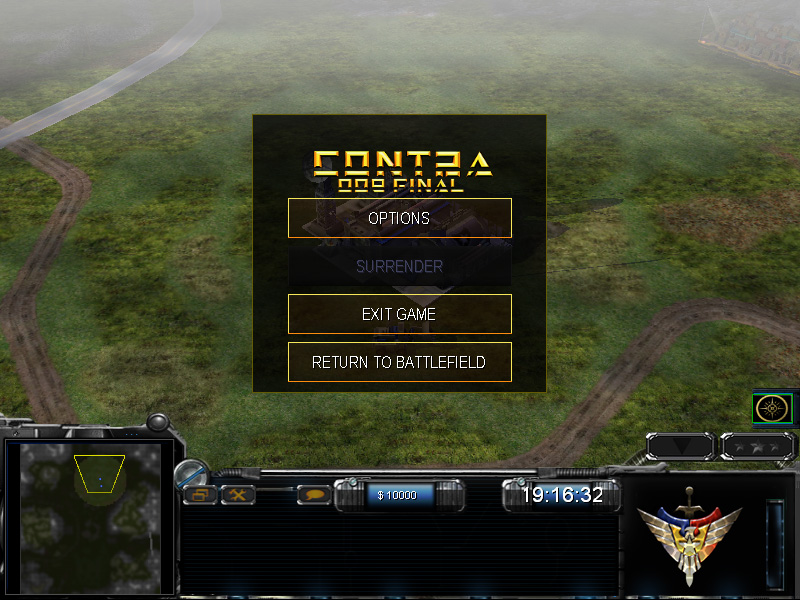 CONTRA
009 FINAL
OPTIONS
SURRENDER
EXIT GAME
RETURN TO BATTLEFIELD
$ 10000
19:16:32